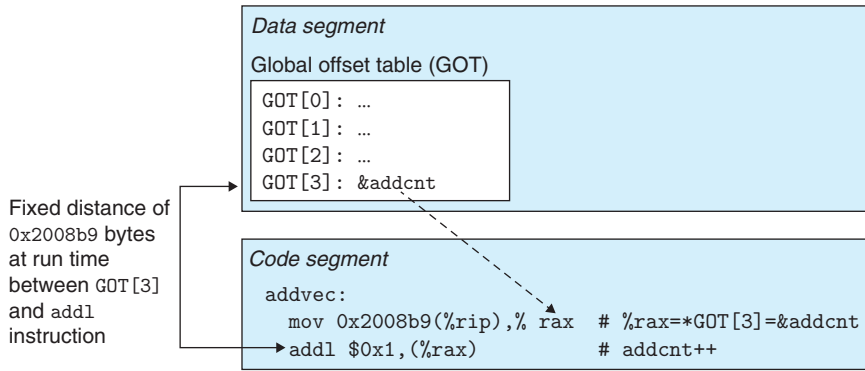 Data segment
Global offset table (GOT)
GOT[0]: …
GOT[1]: …
GOT[2]: …
GOT[3]: &addcnt
Fixed distance of
0x2008b9 bytes
at run time
between GOT[3]
and addl
instruction
Code segment
addvec:
mov 0x2008b9(%rip),% rax # %rax=*GOT[3]=&addcnt
addl $0x1,(%rax) # addcnt++